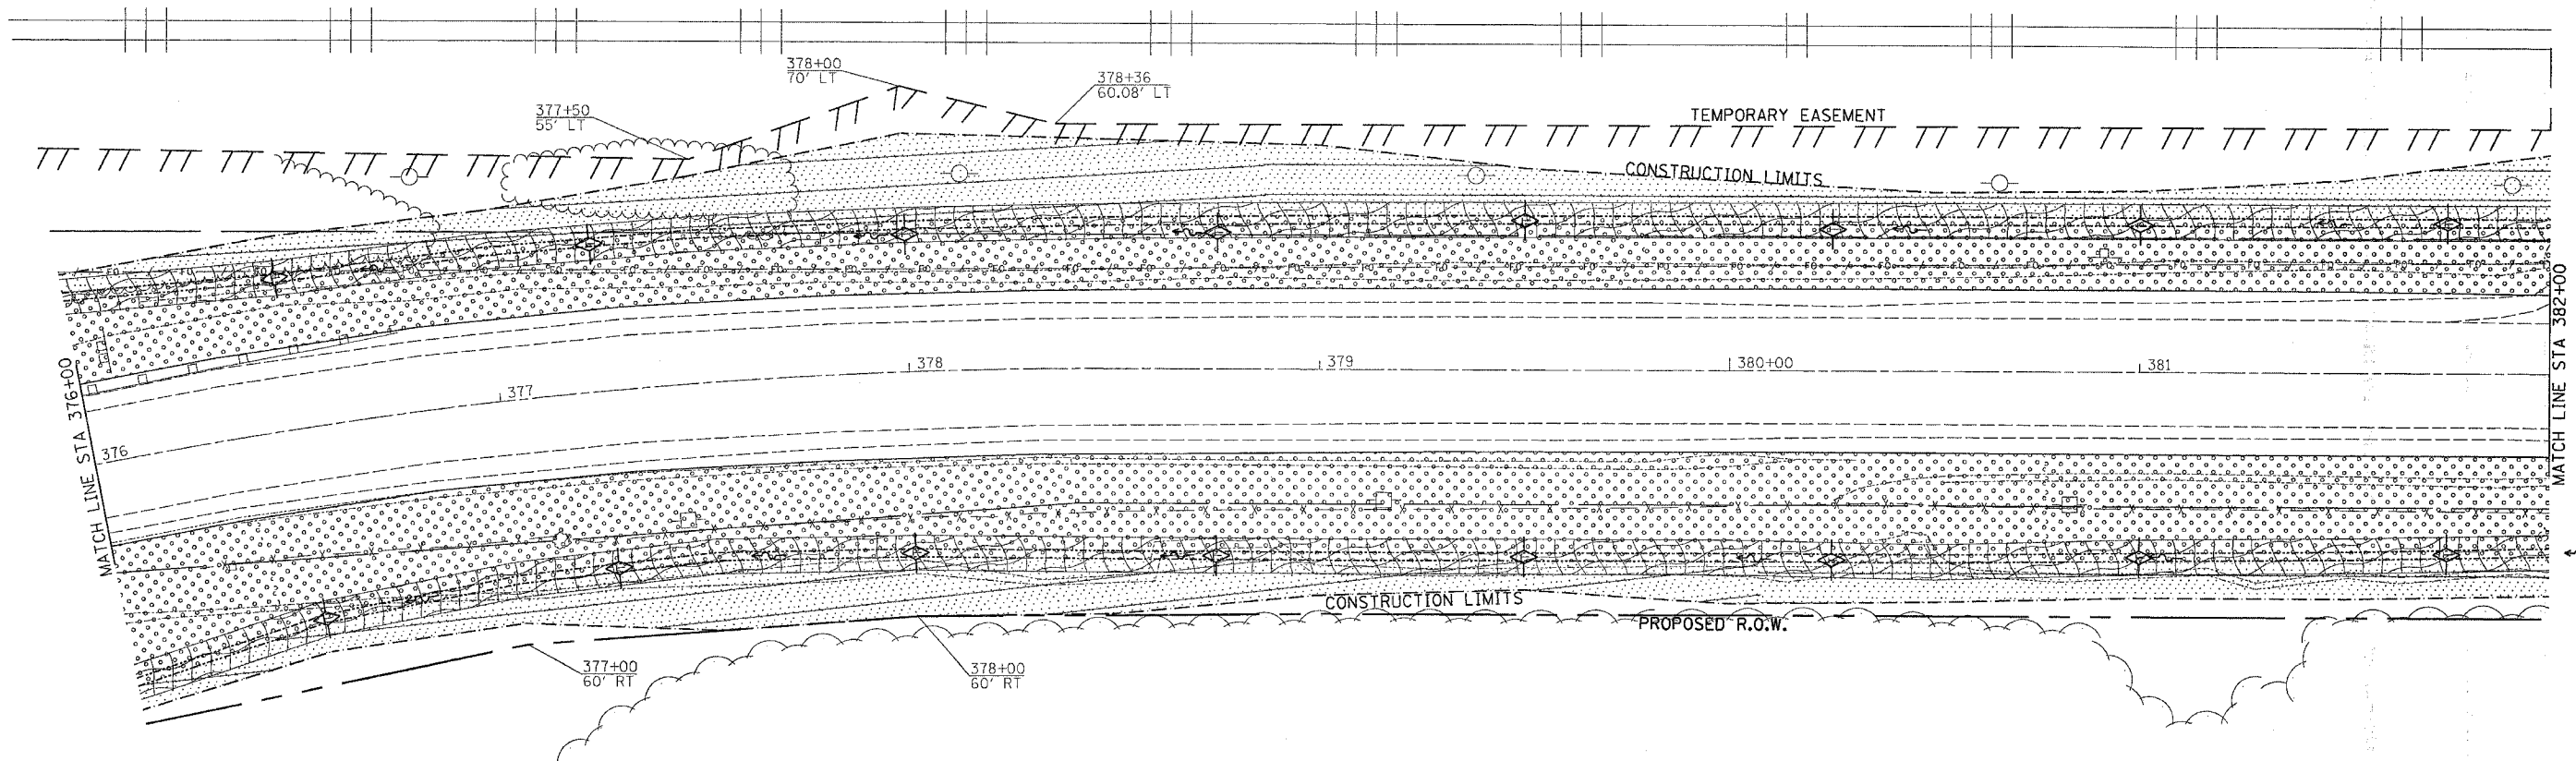 378+00
70' LT
378+36
60.08' LT
377+50
55' LT
TEMPORARY EASEMENT
CONSTRUCTION LIMITS
MATCH LINE STA 376+00
376
377
378
379
380+00
381
MATCH LINE STA 382+00
CONSTRUCTION LIMITS
PROPOSED R.O.W.
377+00
60' RT
378+00
60' RT